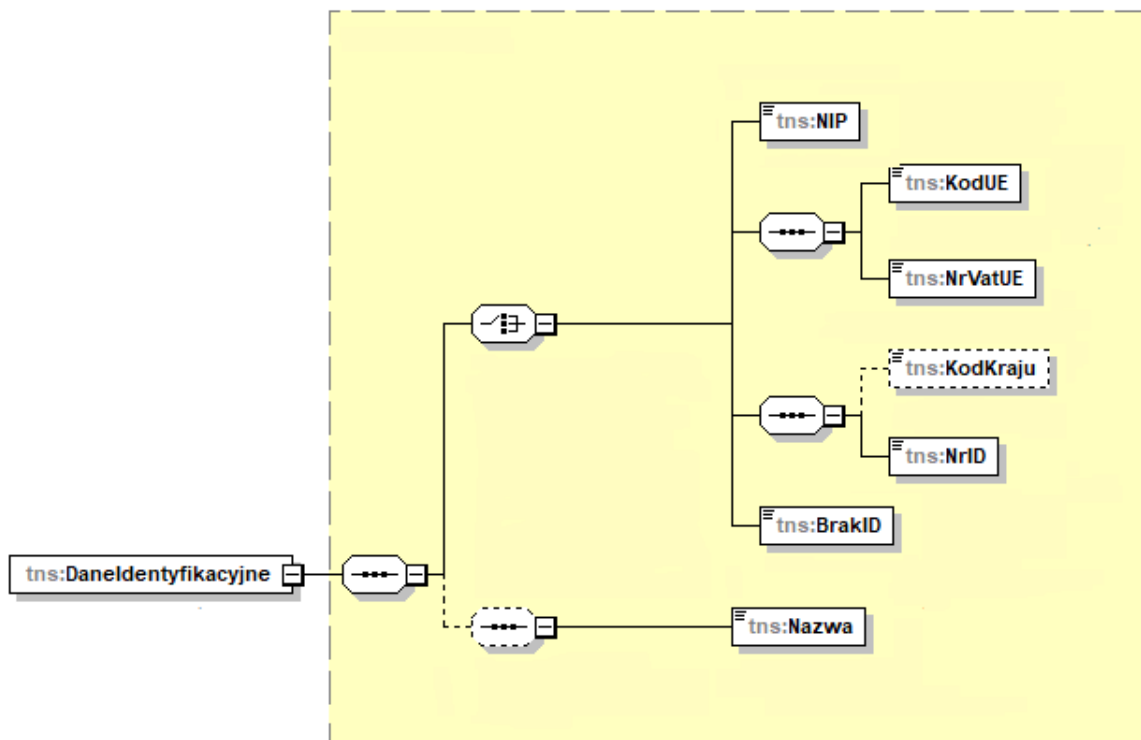 tns:NIP
tns:KodUE
tns:NrVatUE
tns:KodKraju
tns:NrID
tns:BrakID
tns:DaneIdentyfikacyjne
tns:Nazwa